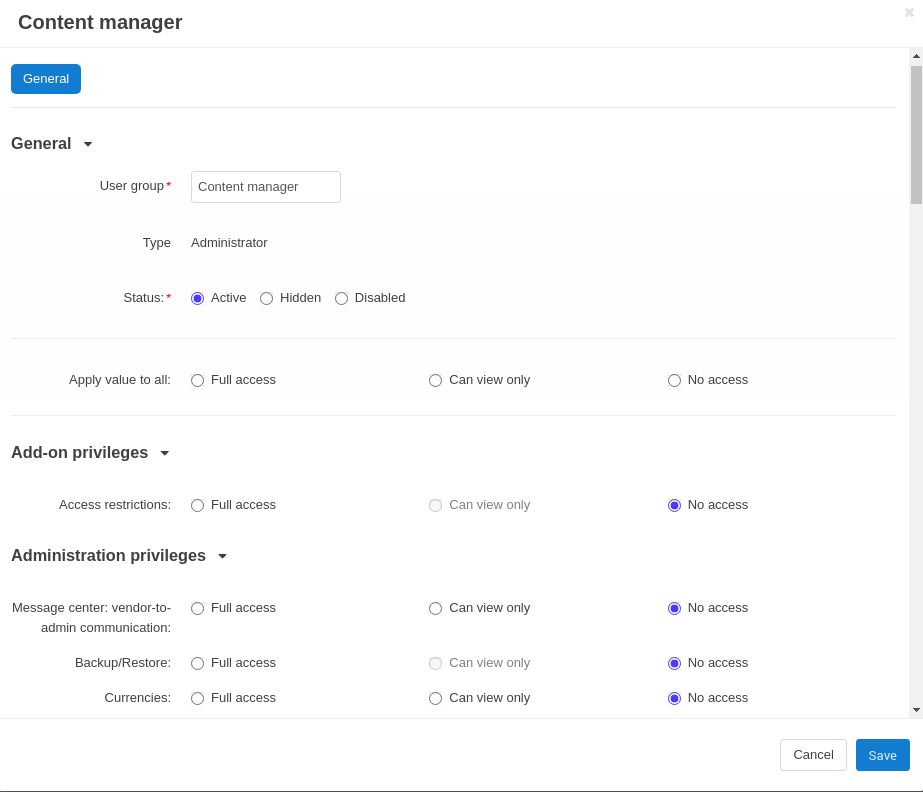 Content manager
General
General
User group*
Content manager
Type Administrator
Status:* Active Hidden Disabled
Apply value to all: Full access Can view only No access
Add-on privileges
Access restrictions: Full access Can view only No access
Administration privileges
Message center: vendor-to- Full access Can view only No access
admin communication:
Backup/Restore: Full access Can view only No access
Currencies: Full access Can view only No access
Cancel Save